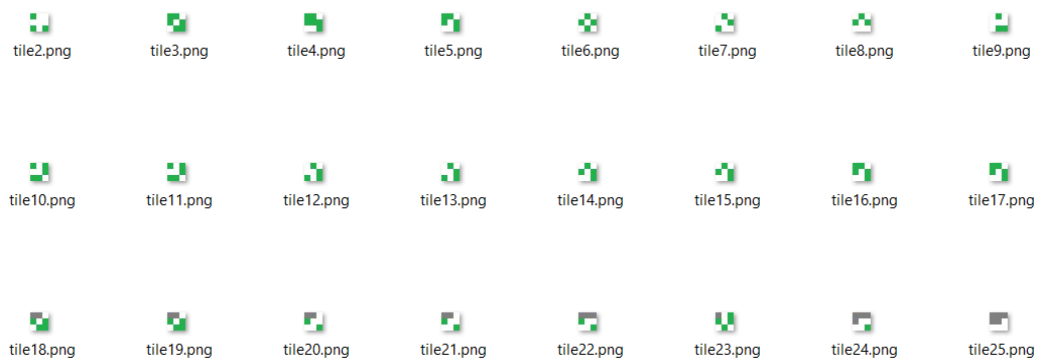 tile2.png tile3.png tile4.png tile5.png tile6.png tile7.png tile8.png tile9.png
tile10.png tile11.png tile12.png tile13.png tile14.png tile15.png tile16.png tile17.png
tile18.png tile19.png tile20.png tile21.png tile22.png tile23.png tile24.png tile25.png